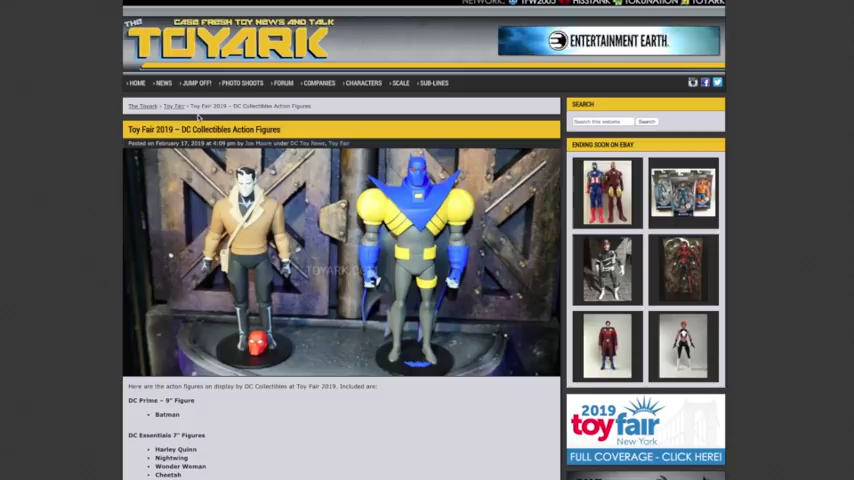 NETWORK: TFW2005 HISSTANK TOKUNATION TOYARK
THE TOYARK
CASE FRESH TOY NEWS AND TALK
ENTERTAINMENT EARTH.
› HOME › NEWS › JUMP OFF! › PHOTO SHOOTS › FORUM › COMPANIES › CHARACTERS › SCALE › SUB-LINES
The Toyark › Toy Fair › Toy Fair 2019 – DC Collectibles Action Figures
Toy Fair 2019 – DC Collectibles Action Figures
Posted on February 17, 2019 at 4:09 pm by Joe Moore under DC Toy News, Toy Fair
TOYARK.CO
Here are the acton figures on display by DC Collectibles at Toy Fair 2019. Included are:
DC Prime – 9" Figure
• Batman
DC Essentials 7" Figures
• Harley Quinn
• Nightwing
• Wonder Woman
• Cheetah
SEARCH
Search this website
Search
ENDING SOON ON EBAY
2019
toyfair
New York
FULL COVERAGE - CLICK HERE!